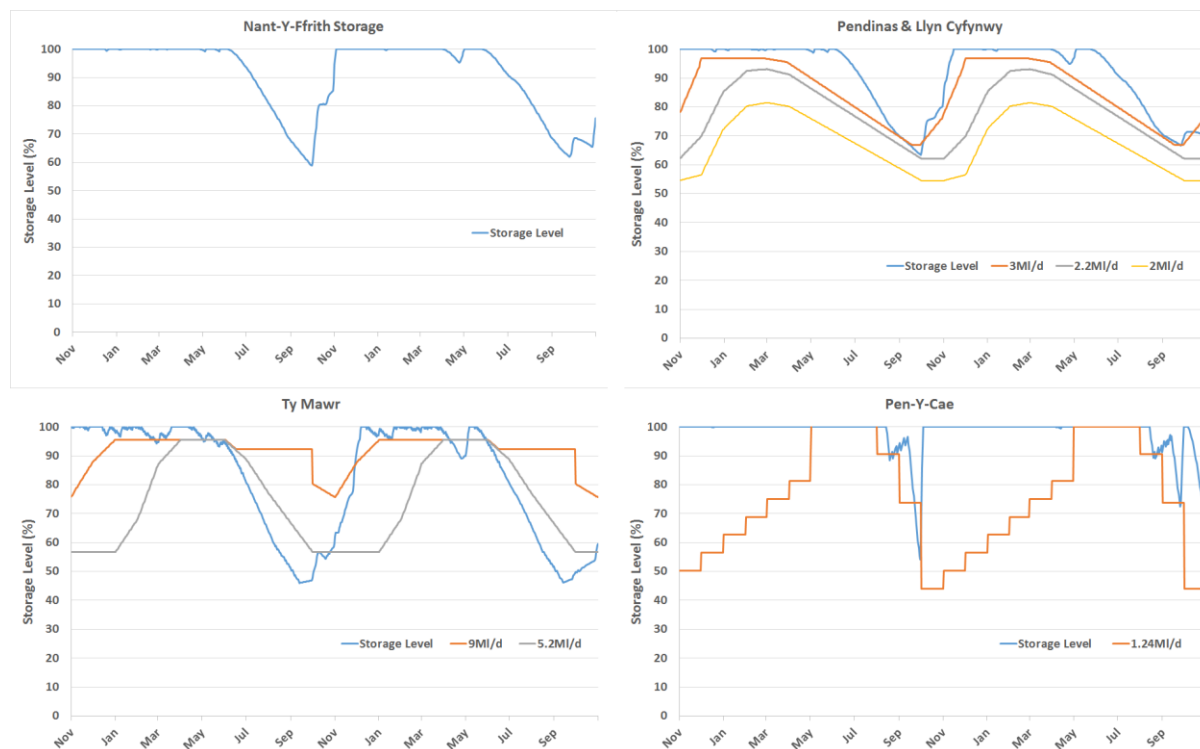 Nant-Y-Ffrith Storage
Storage Level (%)
100
90
80
70
60
50
40
30
20
10
0
Nov
Jan
Mar
May
Jul
Sep
Nov
Jan
Mar
May
Jul
Sep
Storage Level
Pendinas & Llyn Cyfynwy
Storage Level (%)
100
90
80
70
60
50
40
30
20
10
0
Nov
Jan
Mar
May
Jul
Sep
Nov
Jan
Mar
May
Jul
Sep
Storage Level 3Ml/d 2.2Ml/d 2Ml/d
Ty Mawr
Storage Level (%)
100
90
80
70
60
50
40
30
20
10
0
Nov
Jan
Mar
May
Jul
Sep
Nov
Jan
Mar
May
Jul
Sep
Storage Level 9Ml/d 5.2Ml/d
Pen-Y-Cae
Storage Level (%)
100
90
80
70
60
50
40
30
20
10
0
Nov
Jan
Mar
May
Jul
Sep
Nov
Jan
Mar
May
Jul
Sep
Storage Level 1.24Ml/d